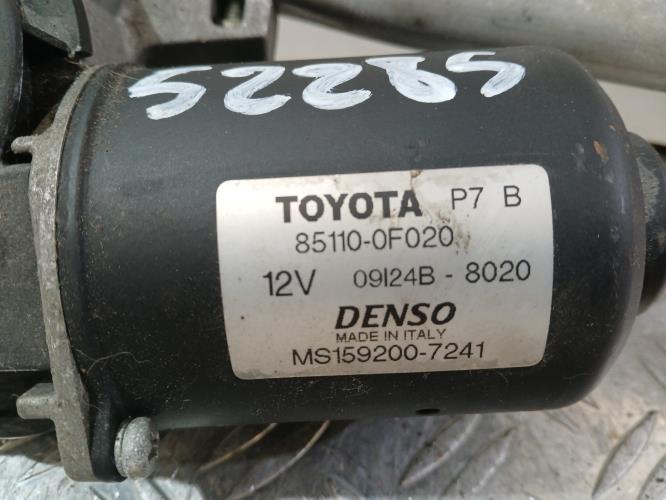 52285
TOYOTA P7 B
85110-0F020
12V 09I24B - 8020
DENSO
MADE IN ITALY
MS159200-7241